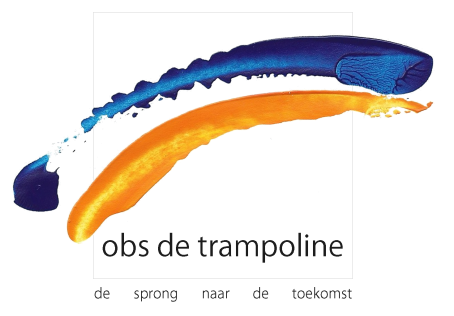 obs de trampoline
de sprong naar de toekomst